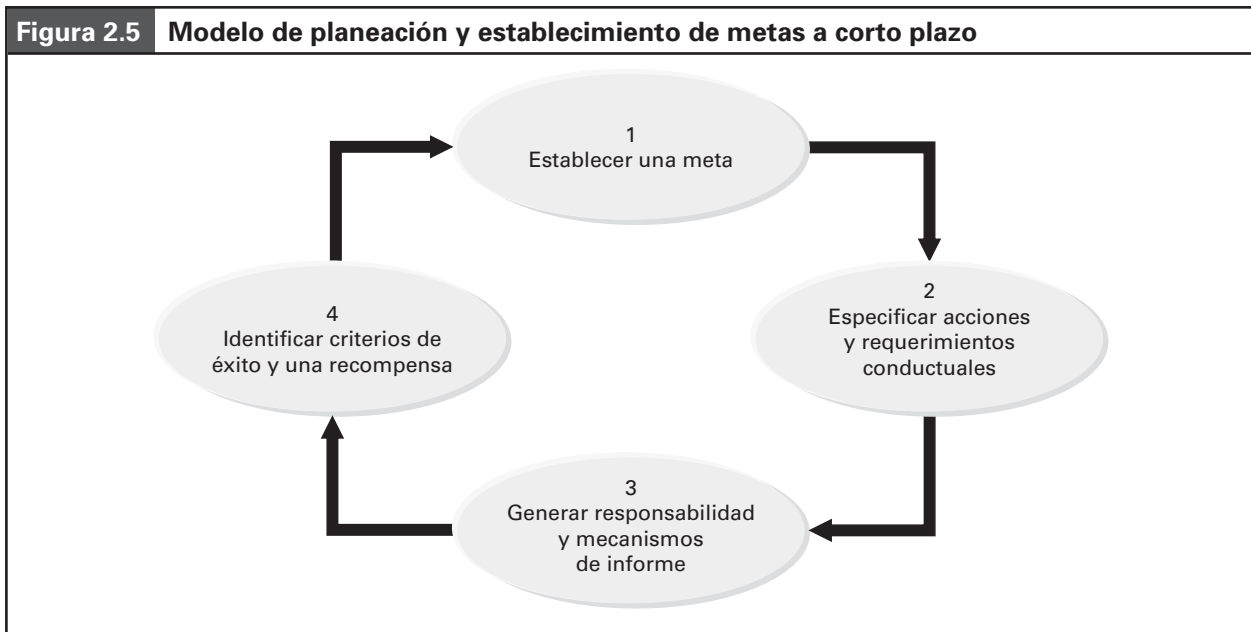 Figura 2.5 Modelo de planeación y establecimiento de metas a corto plazo
1
Establecer una meta
2
Especificar acciones
y requerimientos
conductuales
3
Generar responsabilidad
y mecanismos
de informe
4
Identificar criterios de
éxito y una recompensa